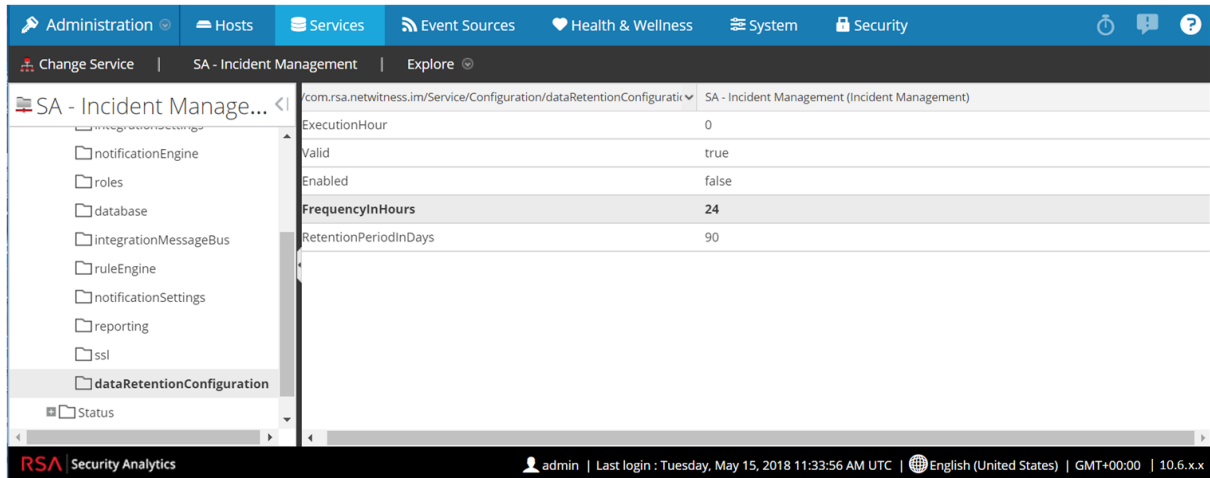 Administration Hosts Services Event Sources Health & Wellness System Security
Change Service | SA - Incident Management | Explore
SA - Incident Manage...
/com.rsa.netwitness.im/Service/Configuration/dataRetentionConfiguratic SA - Incident Management (Incident Management)
integrationSettings
ExecutionHour 0
notificationEngine
Valid true
roles
Enabled false
database
FrequencyInHours 24
integrationMessageBus
RetentionPeriodInDays 90
ruleEngine
notificationSettings
reporting
ssl
dataRetentionConfiguration
Status
RSA Security Analytics
admin | Last login : Tuesday, May 15, 2018 11:33:56 AM UTC | English (United States) | GMT+00:00 | 10.6.x.x